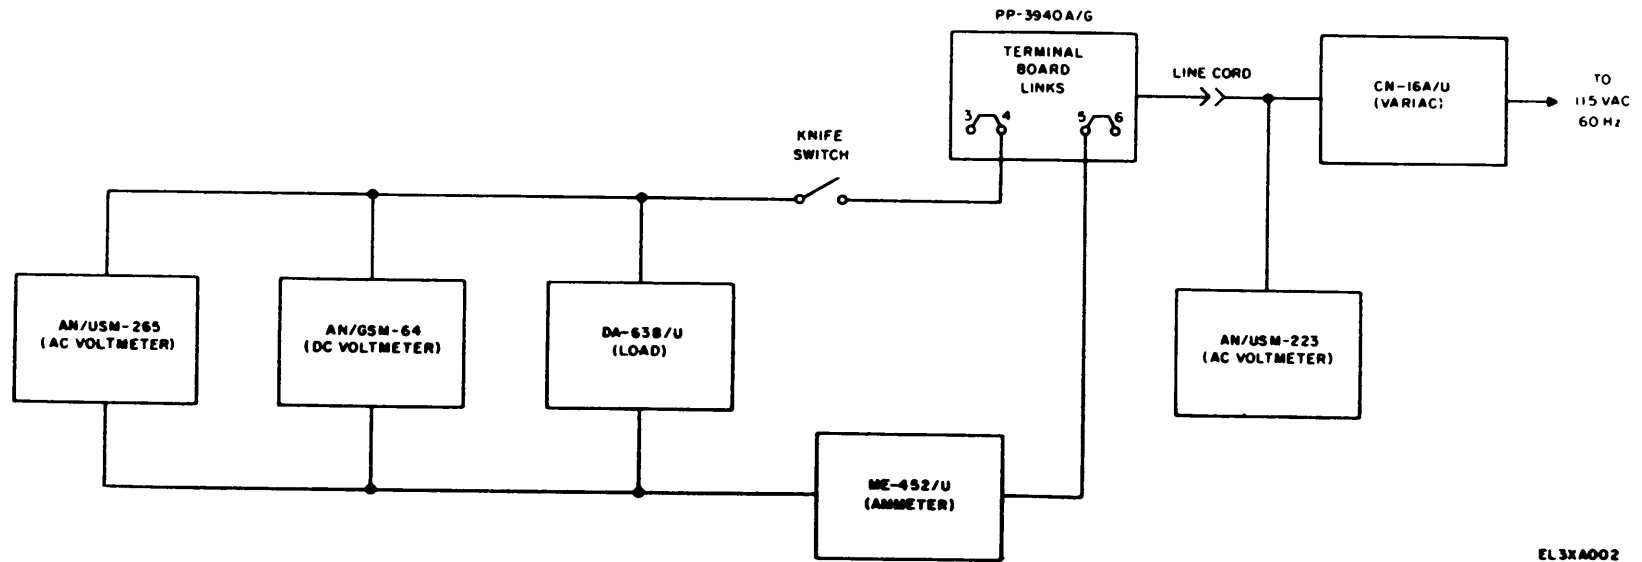 PP-3940A/G
TERMINAL
BOARD
LINKS
3 4
5 6
LINE CORD
CN-16A/U
(VARIAC)
TO
115 VAC
60 Hz
KNIFE
SWITCH
AN/USM-265
(AC VOLTMETER)
AN/GSM-64
(DC VOLTMETER)
DA-638/U
(LOAD)
AN/USM-223
(AC VOLTMETER)
ME-452/U
(AMMETER)
EL3XA002